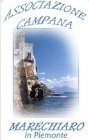 ASSOCIAZIONE
CAMPANA
MARECHIARO
in Piemonte